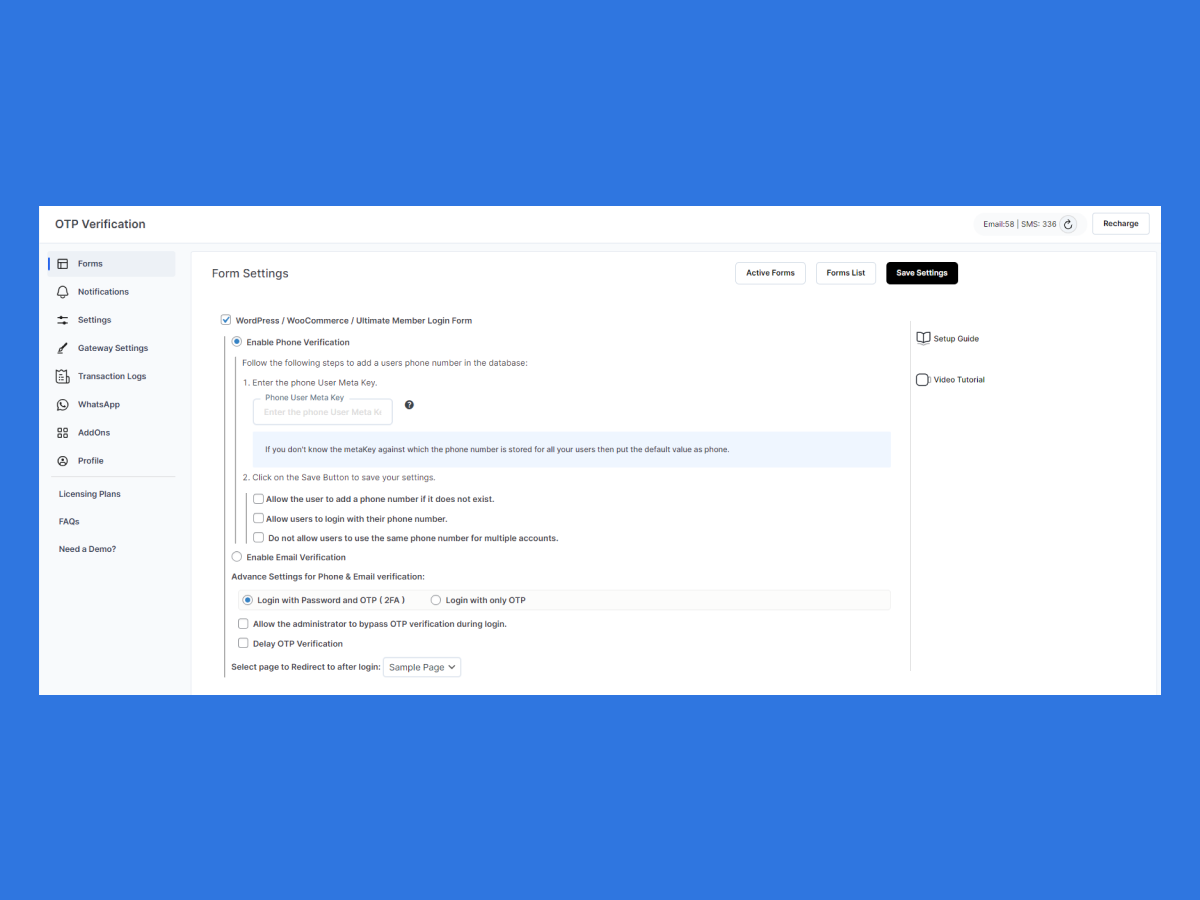 OTP Verification
Email:58 | SMS: 336
Recharge
Forms
Notifications
Settings
Gateway Settings
Transaction Logs
WhatsApp
AddOns
Profile
Licensing Plans
FAQs
Need a Demo?
Form Settings
Active Forms
Forms List
Save Settings
WordPress / WooCommerce / Ultimate Member Login Form
Enable Phone Verification
Follow the following steps to add a users phone number in the database:
1. Enter the phone User Meta Key.
Phone User Meta Key
Enter the phone User Meta Ke
?
If you don't know the metaKey against which the phone number is stored for all your users then put the default value as phone.
2. Click on the Save Button to save your settings.
Allow the user to add a phone number if it does not exist.
Allow users to login with their phone number.
Do not allow users to use the same phone number for multiple accounts.
Enable Email Verification
Advance Settings for Phone & Email verification:
Login with Password and OTP ( 2FA )
Login with only OTP
Allow the administrator to bypass OTP verification during login.
Delay OTP Verification
Select page to Redirect to after login:
Sample Page
Setup Guide
Video Tutorial